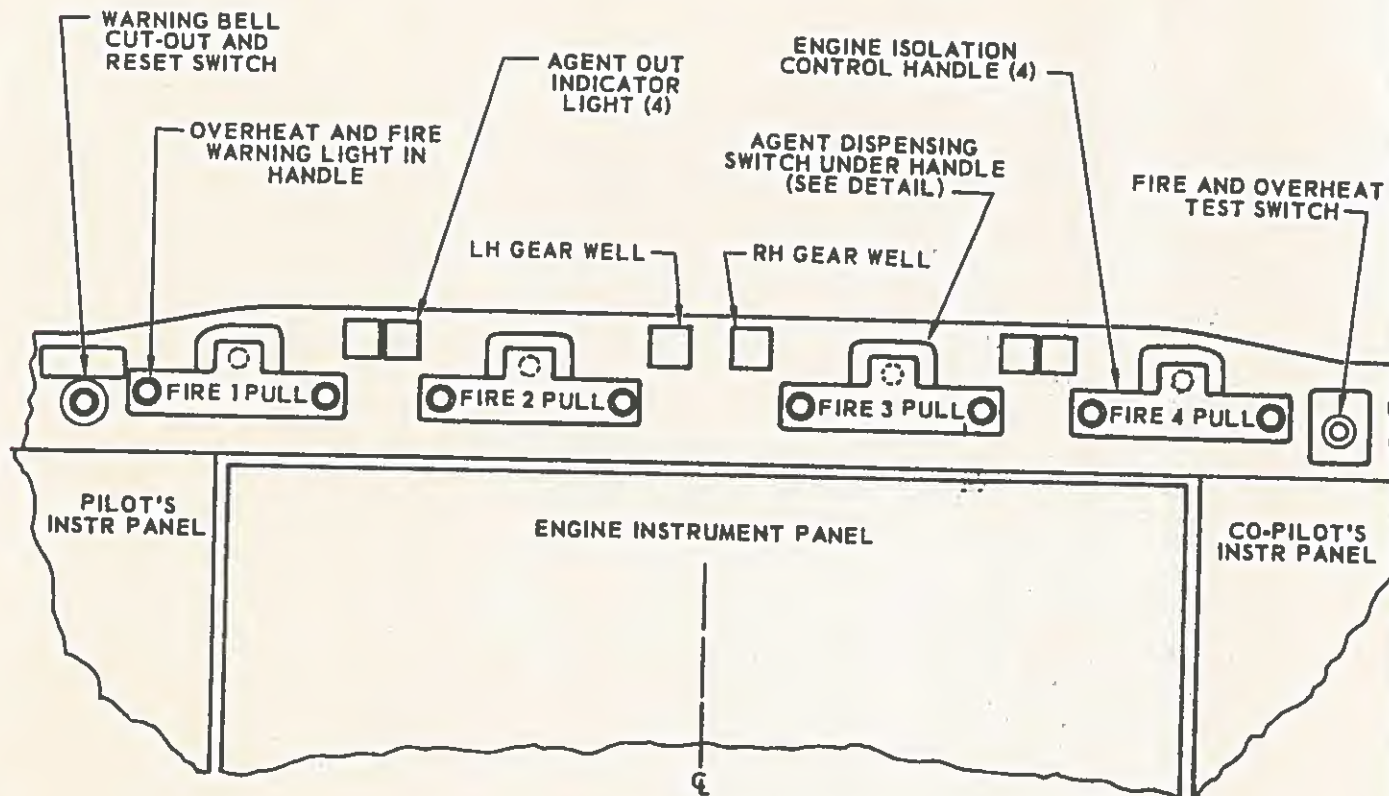 WARNING BELL
CUT-OUT AND
RESET SWITCH
AGENT OUT
INDICATOR
LIGHT (4)
ENGINE ISOLATION
CONTROL HANDLE (4)
OVERHEAT AND FIRE
WARNING LIGHT IN
HANDLE
AGENT DISPENSING
SWITCH UNDER HANDLE
(SEE DETAIL)
FIRE AND OVERHEAT
TEST SWITCH
LH GEAR WELL
RH GEAR WELL
FIRE 1 PULL
FIRE 2 PULL
FIRE 3 PULL
FIRE 4 PULL
PILOT'S
INSTR PANEL
ENGINE INSTRUMENT PANEL
CO-PILOT'S
INSTR PANEL
℄